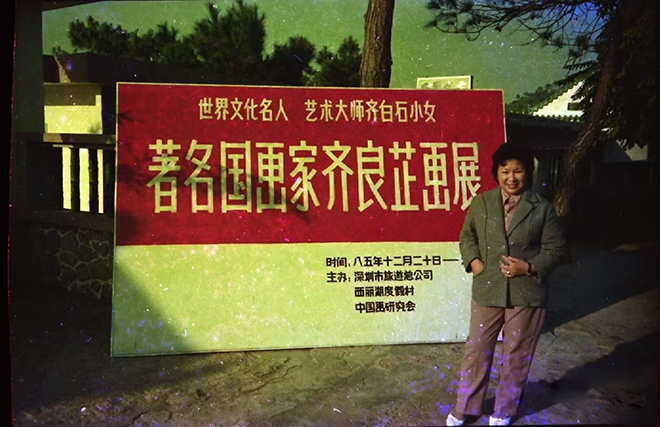 世界文化名人 艺术大师齐白石小女
著名国画家齐良芷画展
时间：八五年十二月二十日——
主办：深圳市旅遊总公司
西丽湖度假村
中国画研究会